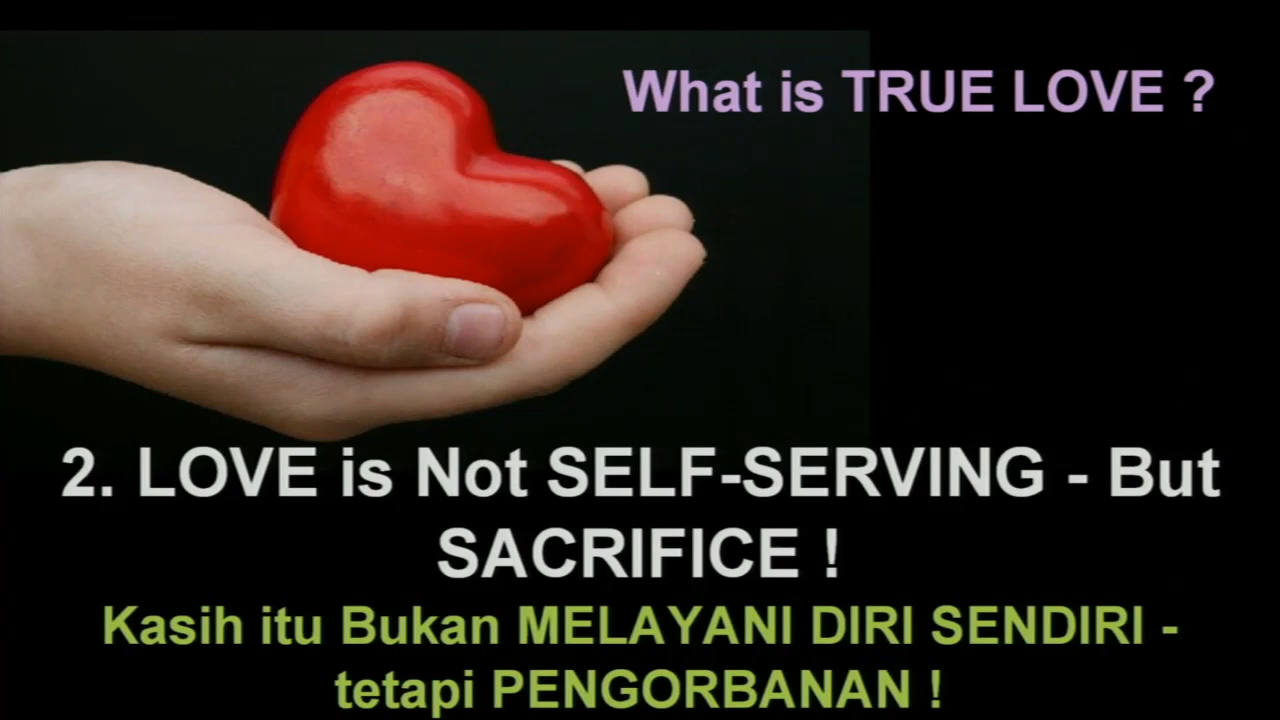 What is TRUE LOVE ?
2. LOVE is Not SELF-SERVING - But
SACRIFICE !
Kasih itu Bukan MELAYANI DIRI SENDIRI -
tetapi PENGORBANAN !